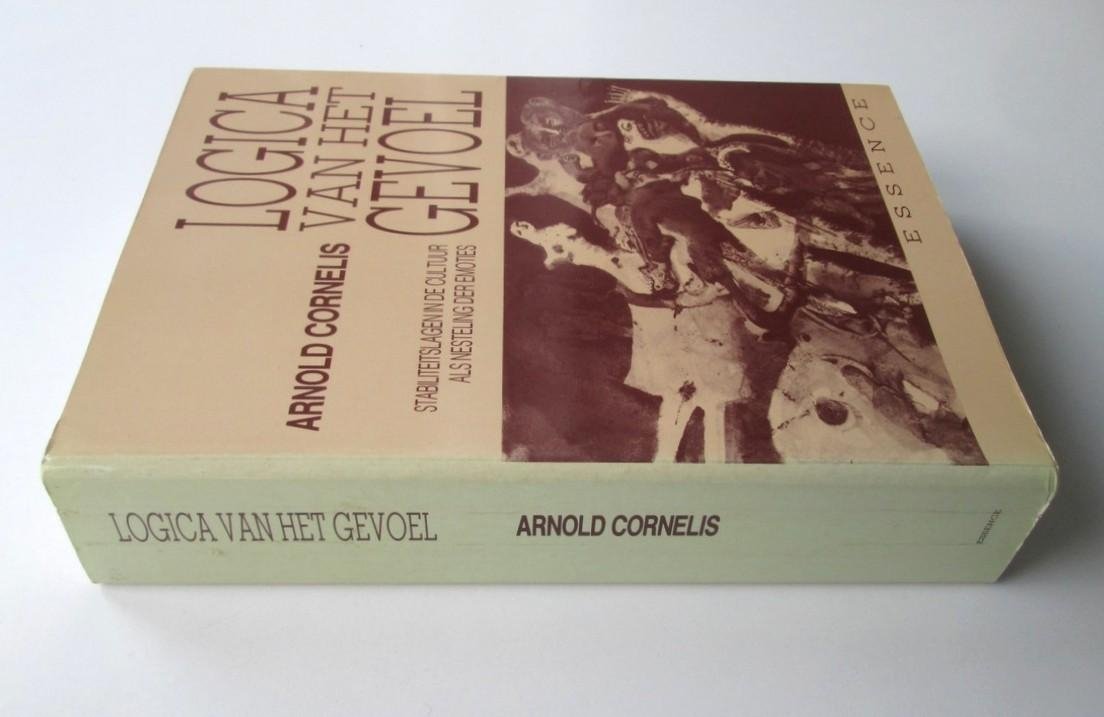 LOGICA
VAN HET
GEVOEL
ARNOLD CORNELIS
STABILITEITSLAGEN IN DE CULTUUR
ALS NESTELING DER EMOTIES
ESSENCE
LOGICA VAN HET GEVOEL
ARNOLD CORNELIS
ESSENCE